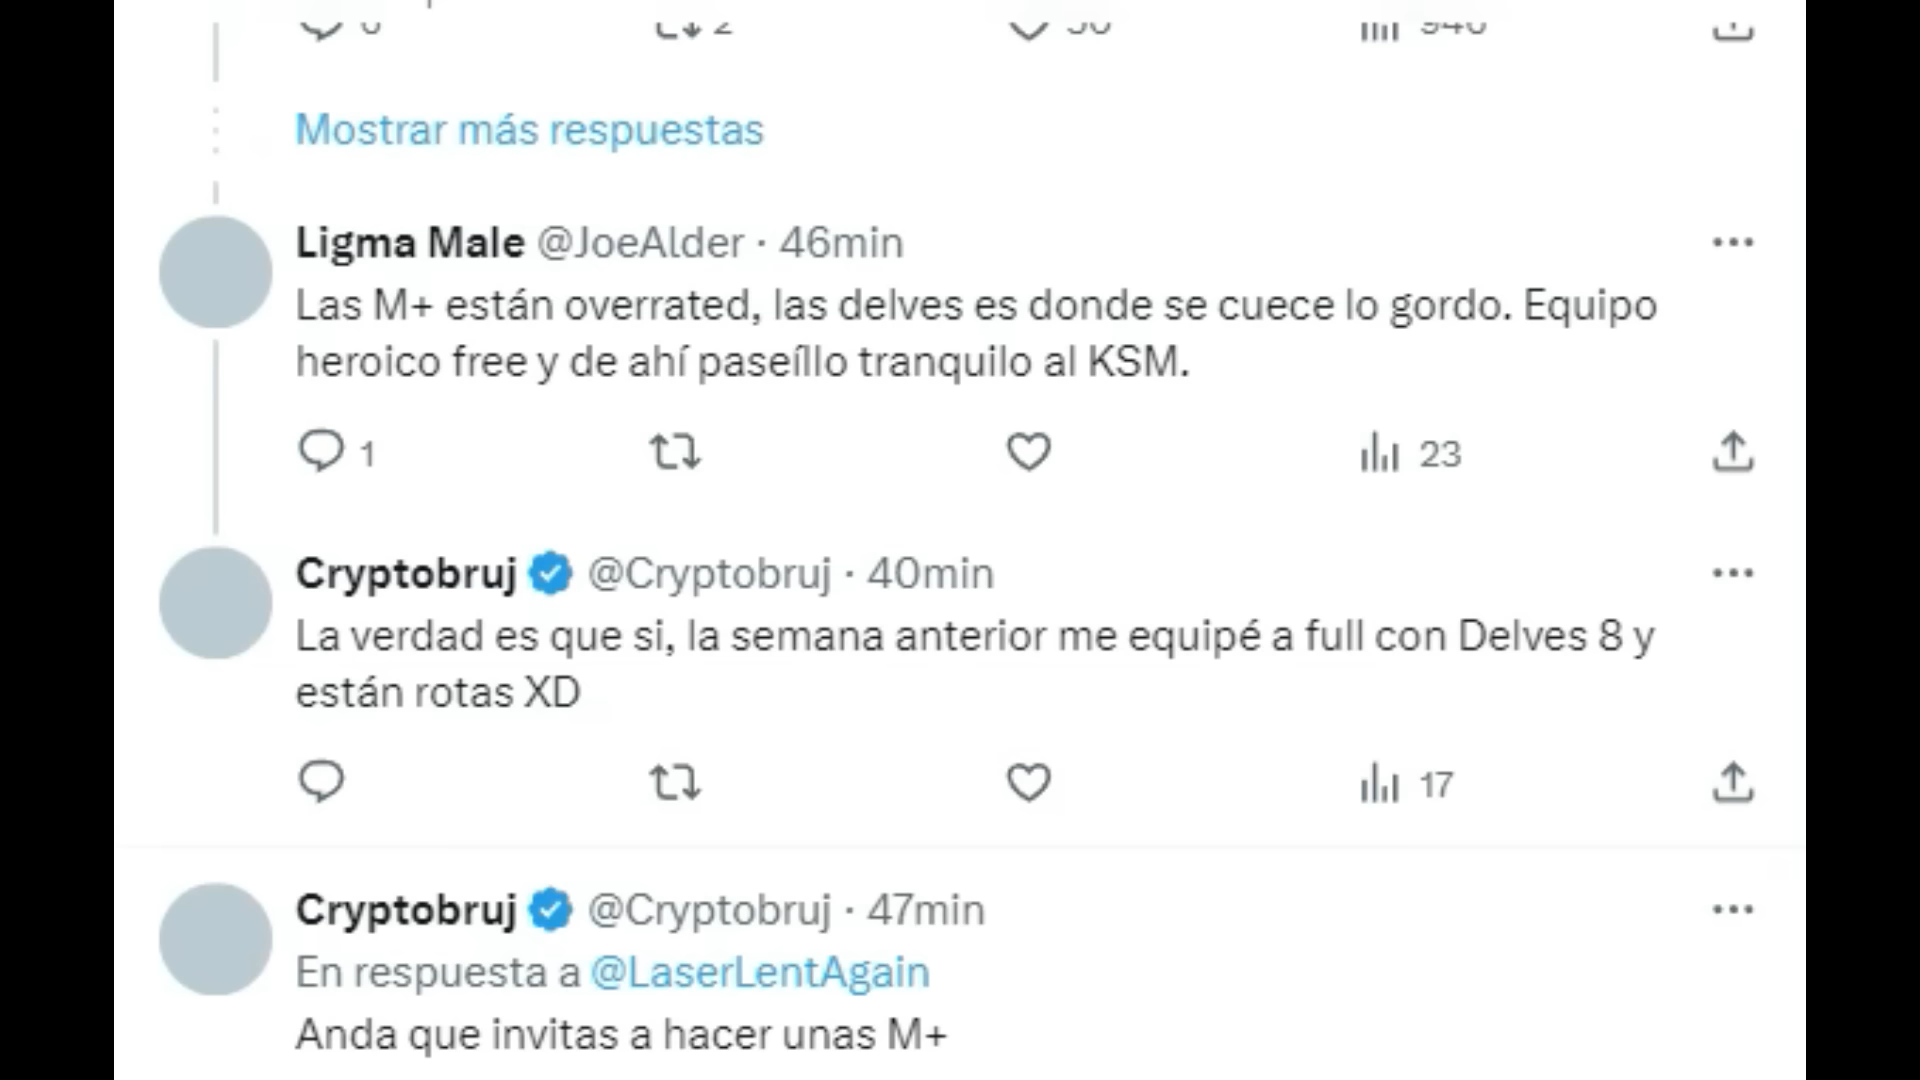 Mostrar más respuestas
Ligma Male @JoeAlder · 46min
Las M+ están overrated, las delves es donde se cuece lo gordo. Equipo
heroico free y de ahí paseíllo tranquilo al KSM.
1 23
Cryptobruj @Cryptobruj · 40min
La verdad es que si, la semana anterior me equipé a full con Delves 8 y
están rotas XD
17
Cryptobruj @Cryptobruj · 47min
En respuesta a @LaserLentAgain
Anda que invitas a hacer unas M+